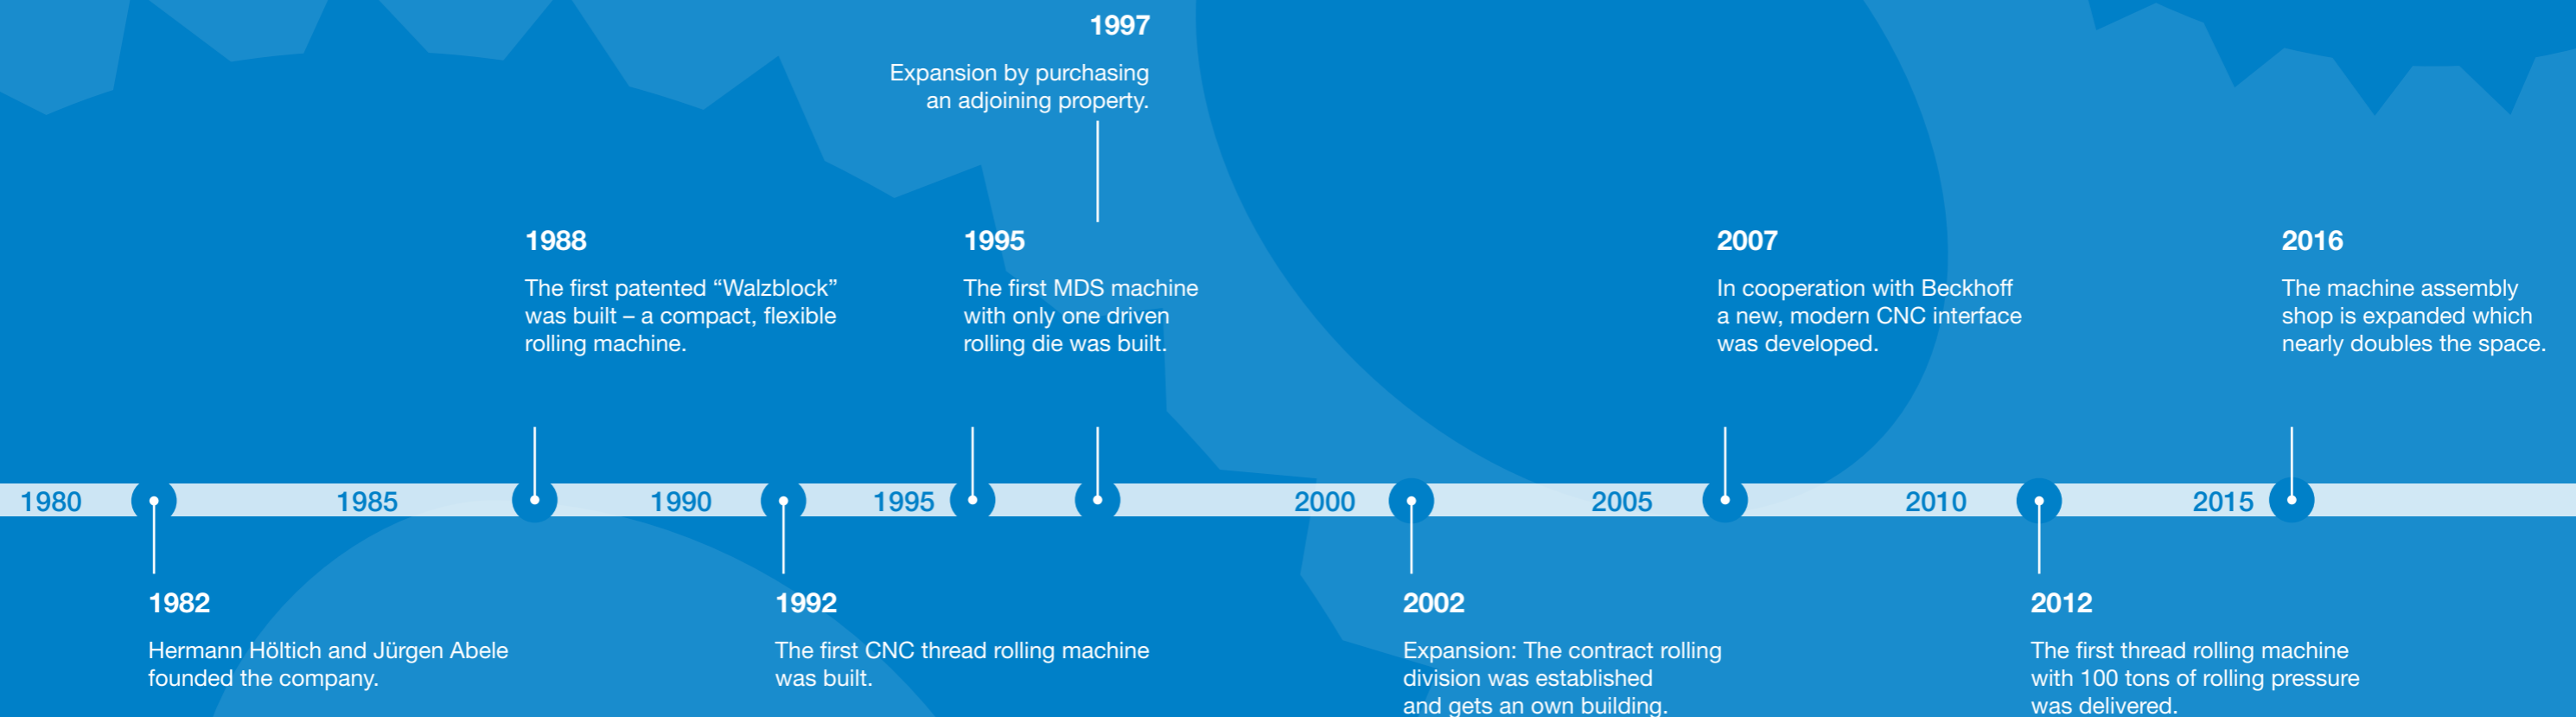 1997
Expansion by purchasing
an adjoining property.
1988
The first patented “Walzblock”
was built – a compact, flexible
rolling machine.
1995
The first MDS machine
with only one driven
rolling die was built.
2007
In cooperation with Beckhoff
a new, modern CNC interface
was developed.
2016
The machine assembly
shop is expanded which
nearly doubles the space.
1980 1985 1990 1995 2000 2005 2010 2015
1982
Hermann Höltich and Jürgen Abele
founded the company.
1992
The first CNC thread rolling machine
was built.
2002
Expansion: The contract rolling
division was established
and gets an own building.
2012
The first thread rolling machine
with 100 tons of rolling pressure
was delivered.